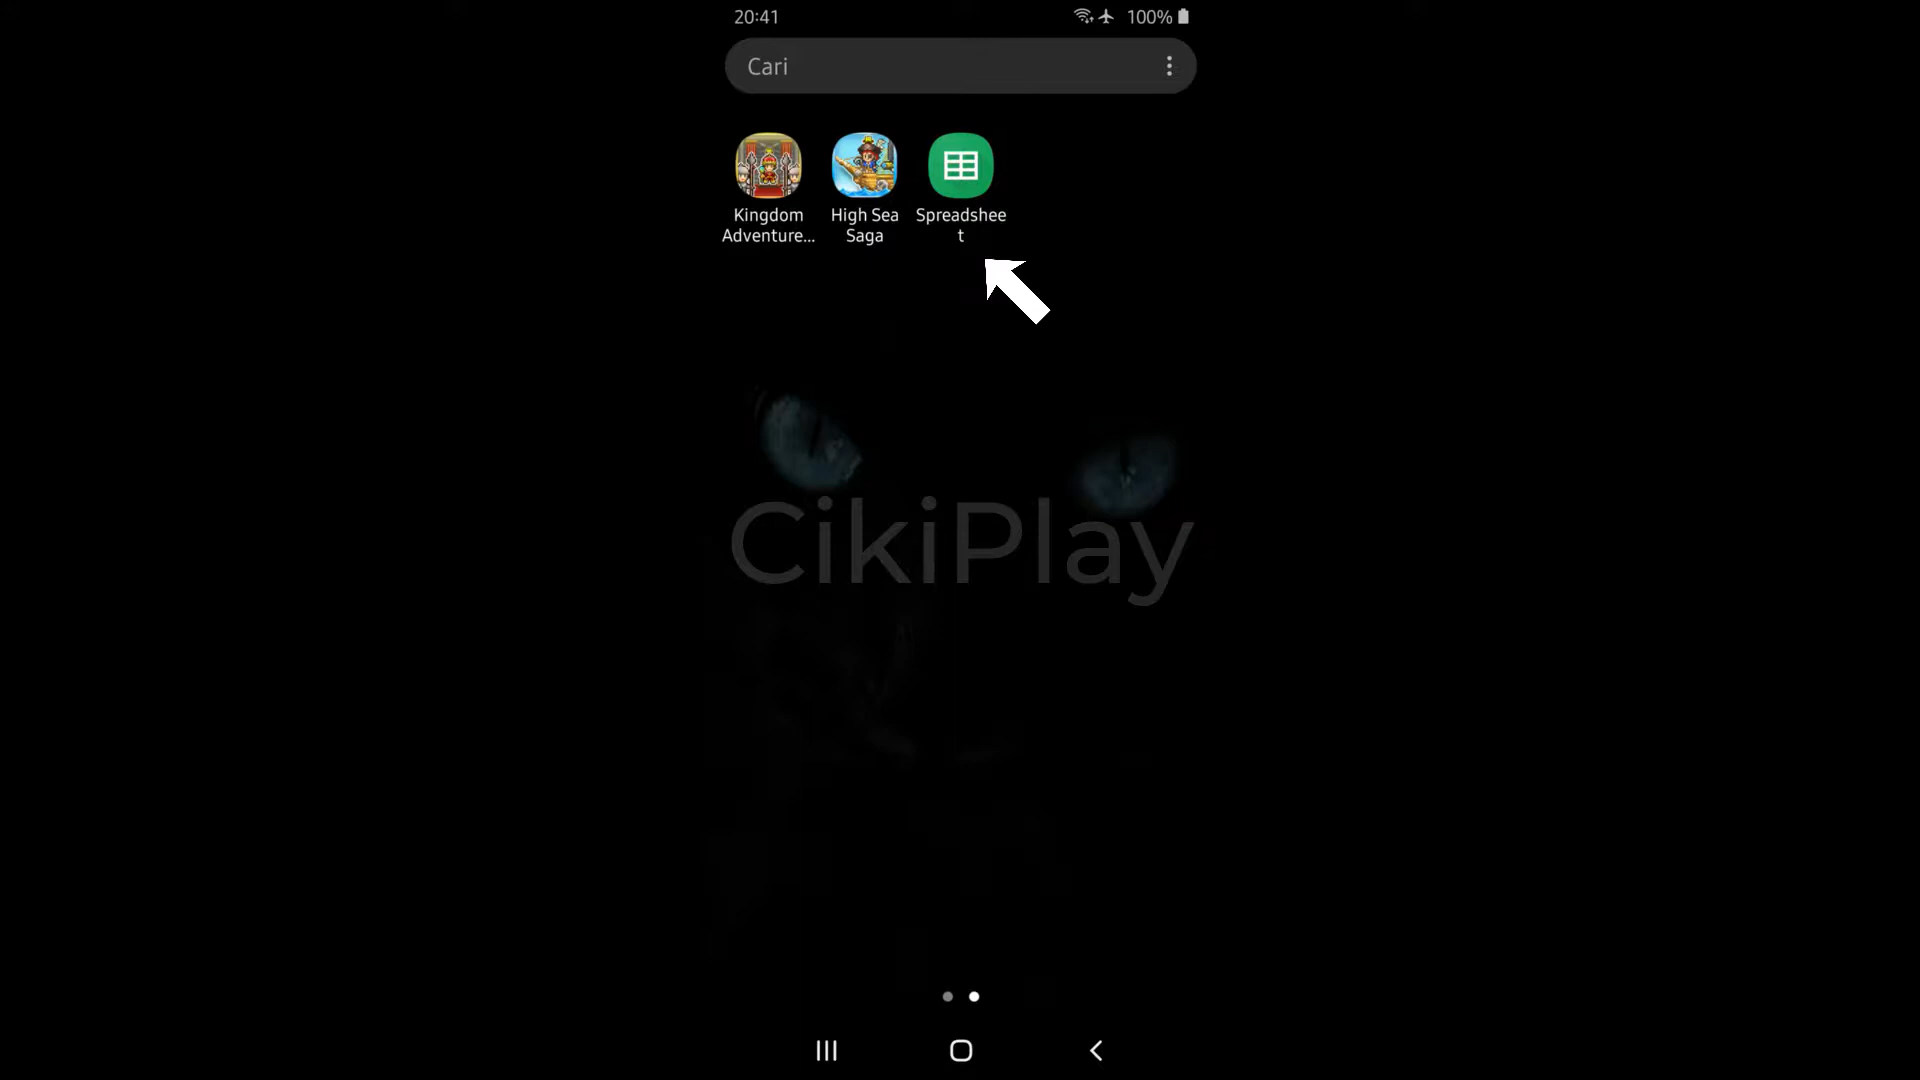 20:41
100%
Cari
Kingdom
Adventure...
High Sea
Saga
Spreadshee
t
CikiPlay